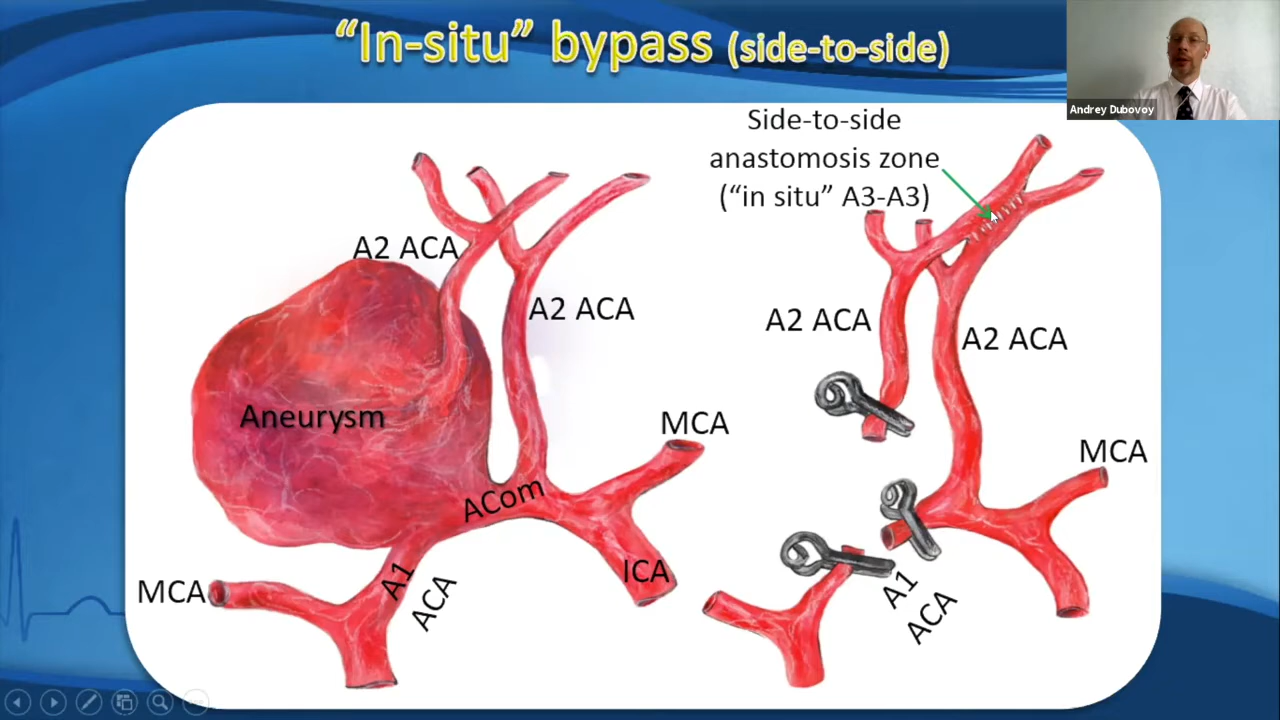 “In-situ” bypass (side-to-side)
Andrey Dubovoy
Side-to-side
anastomosis zone
(“in situ” A3-A3)
A2 ACA
A2 ACA
Aneurysm
ACom
MCA
ICA
MCA
A1
ACA
A2 ACA
A2 ACA
MCA
A1
ACA